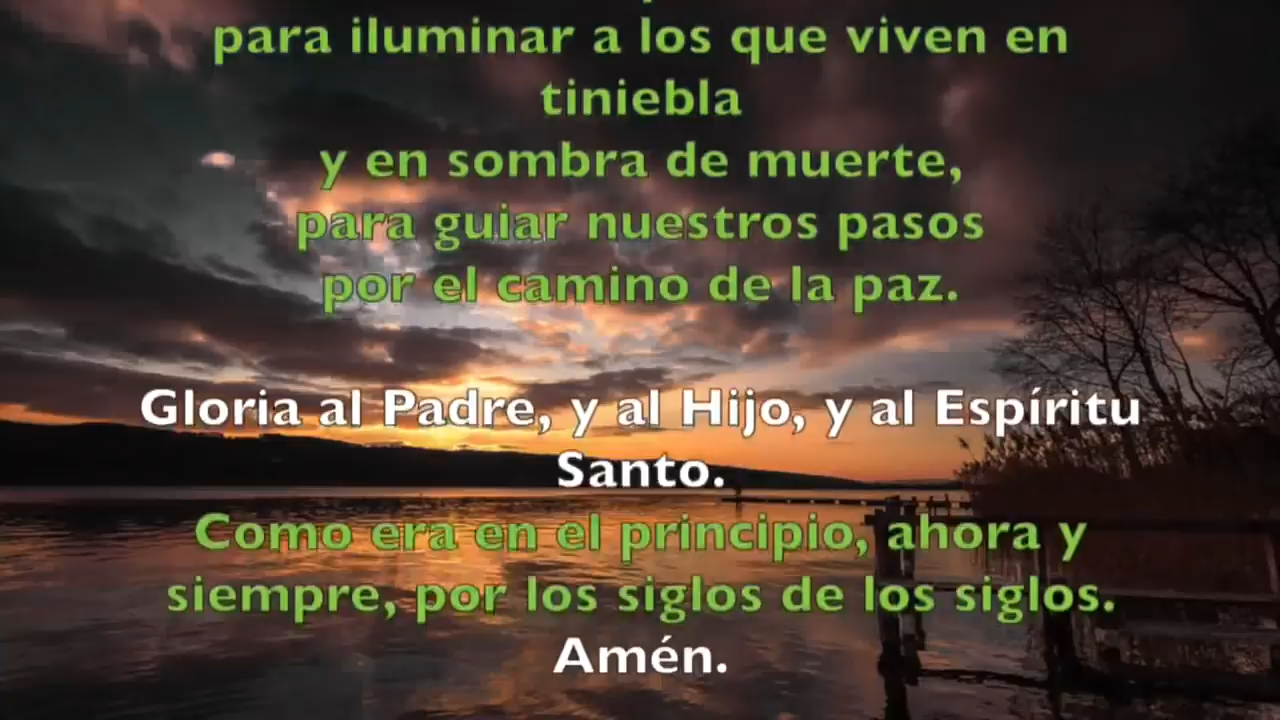 para iluminar a los que viven en
tiniebla
y en sombra de muerte,
para guiar nuestros pasos
por el camino de la paz.
Gloria al Padre, y al Hijo, y al Espíritu
Santo.
Como era en el principio, ahora y
siempre, por los siglos de los siglos.
Amén.